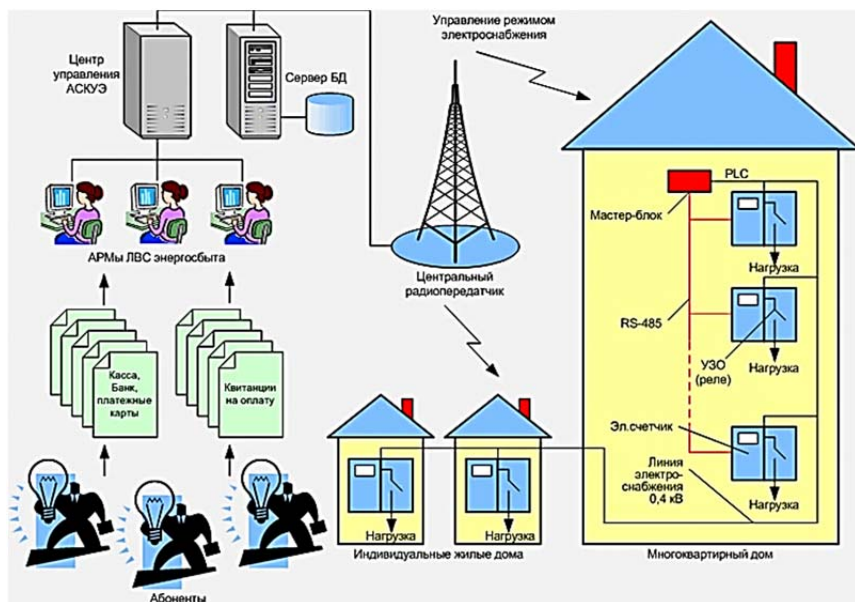 Центр
управления
АСКУЭ
Сервер БД
Управление режимом
электроснабжения
АРМы ЛВС энергосбыта
Центральный
радиопередатчик
PLC
Мастер-блок
Нагрузка
RS-485
УЗО
(реле)
Нагрузка
Эл.счетчик
Линия
электро-
снабжения
0,4 кВ
Нагрузка
Касса,
Банк,
платежные
карты
Квитанции
на оплату
Нагрузка
Нагрузка
Индивидуальные жилые дома
Многоквартирный дом
Абоненты